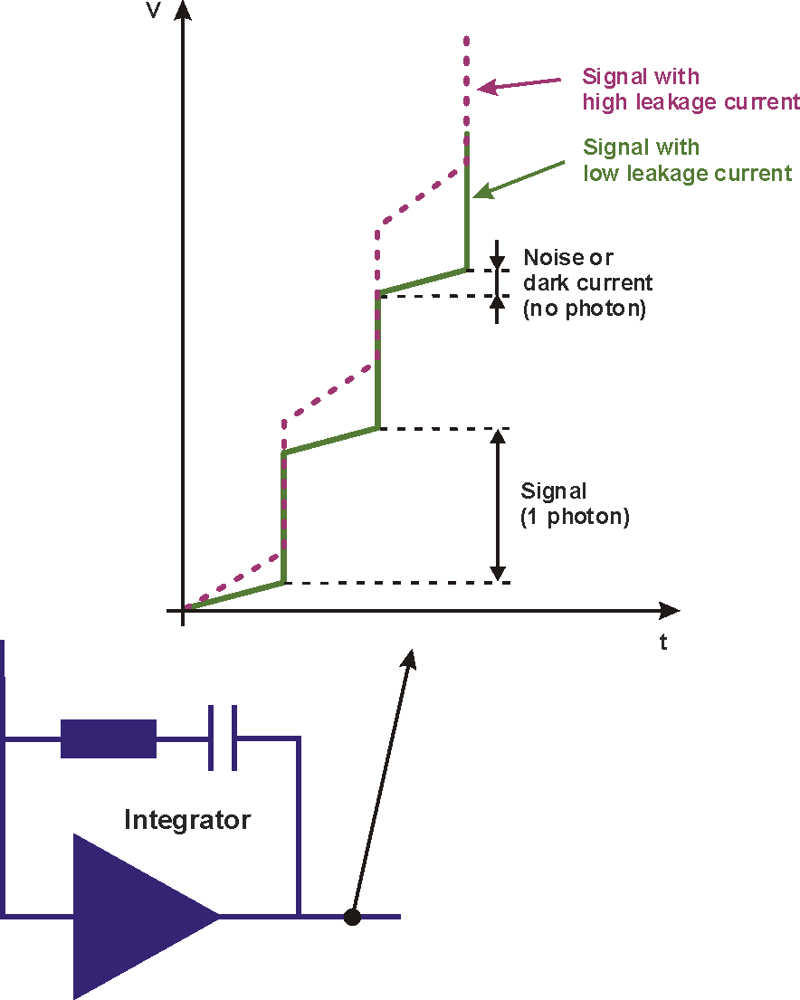 V
Signal with
high leakage current
Signal with
low leakage current
Noise or
dark current
(no photon)
Signal
(1 photon)
t
Integrator